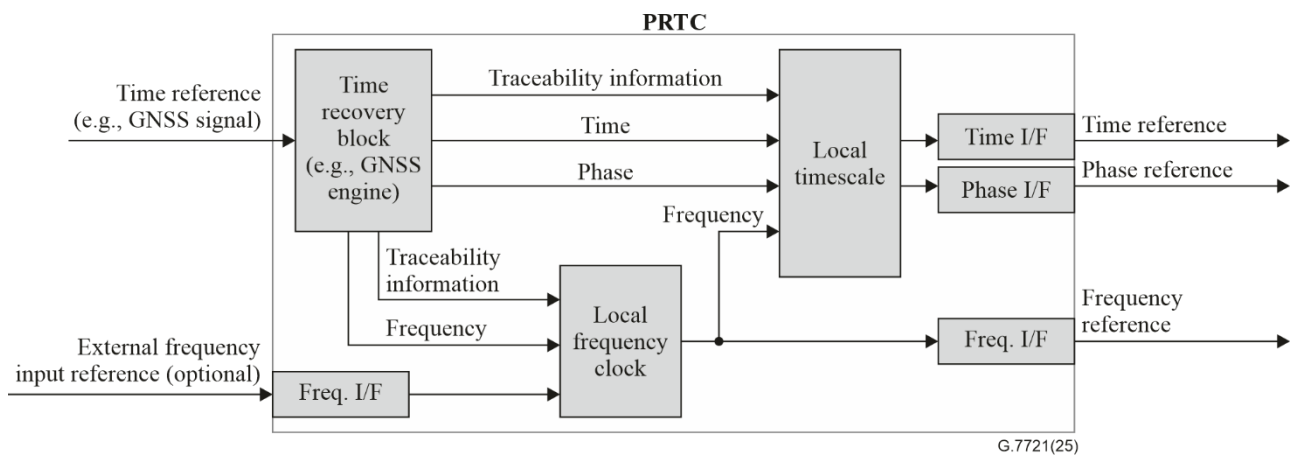 PRTC
Time reference
(e.g., GNSS signal)
Time
recovery
block
(e.g., GNSS
engine)
Traceability information
Time
Phase
Local
timescale
Time I/F
Time reference
Phase I/F
Phase reference
Frequency
Traceability
information
Frequency
Local
frequency
clock
Frequency
reference
Freq. I/F
External frequency
input reference (optional)
Freq. I/F
G.7721(25)